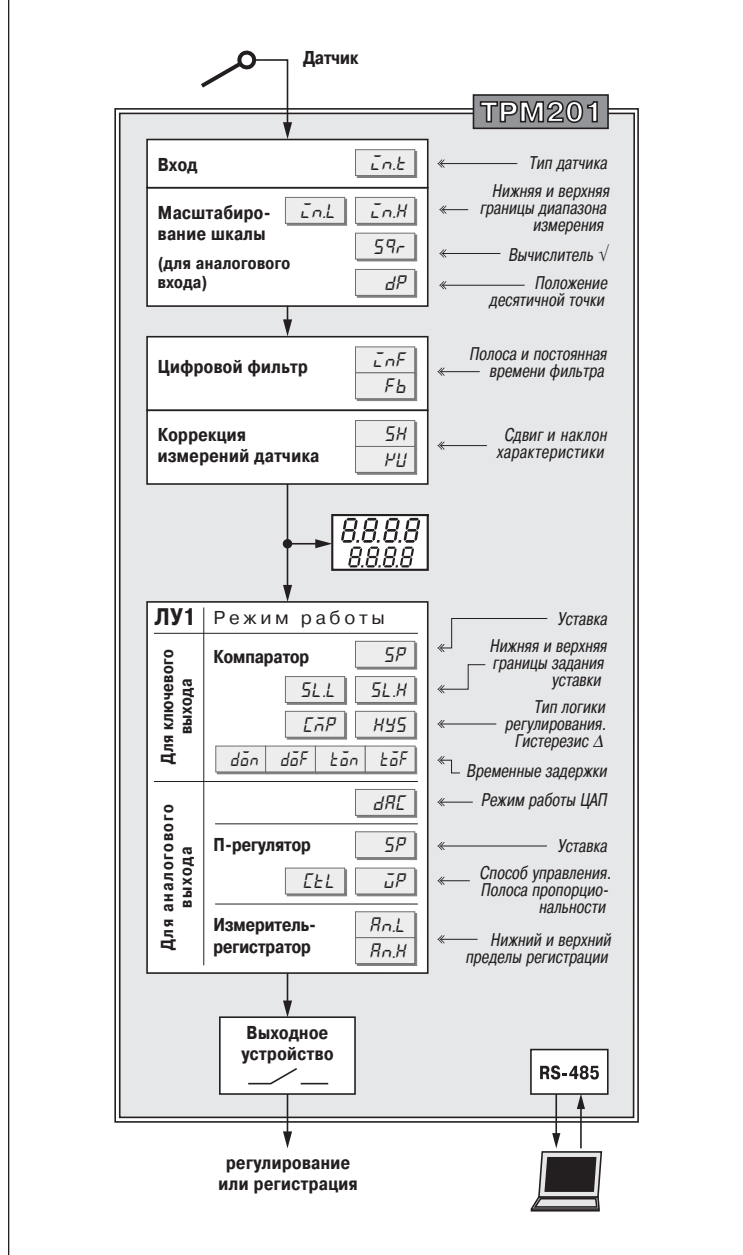 Датчик
ТРМ201
Вход
in.t
Тип датчика
Масштабиро-
вание шкалы
(для аналогового
входа)
in.L in.H
Нижняя и верхняя
границы диапазона
измерения
Sqr
Вычислитель √
dP
Положение
десятичной точки
Цифровой фильтр
inF
Fb
Полоса и постоянная
времени фильтра
Коррекция
измерений датчика
SH
KU
Сдвиг и наклон
характеристики
8.8.8.8
8.8.8.8
ЛУ1 Режим работы
Для ключевого
выхода
Компаратор
SP
Уставка
SL.L SL.H
Нижняя и верхняя
границы задания
уставки
CmP HYS
Тип логики
регулирования.
Гистерезис Δ
don doF ton toF
Временные задержки
Для аналогового
выхода
dAC
Режим работы ЦАП
П-регулятор
SP
Уставка
CtL
Способ управления.
Полоса пропорцио-
нальности
Измеритель-
регистратор
An.L
An.H
Нижний и верхний
пределы регистрации
Выходное
устройство
RS-485
регулирование
или регистрация